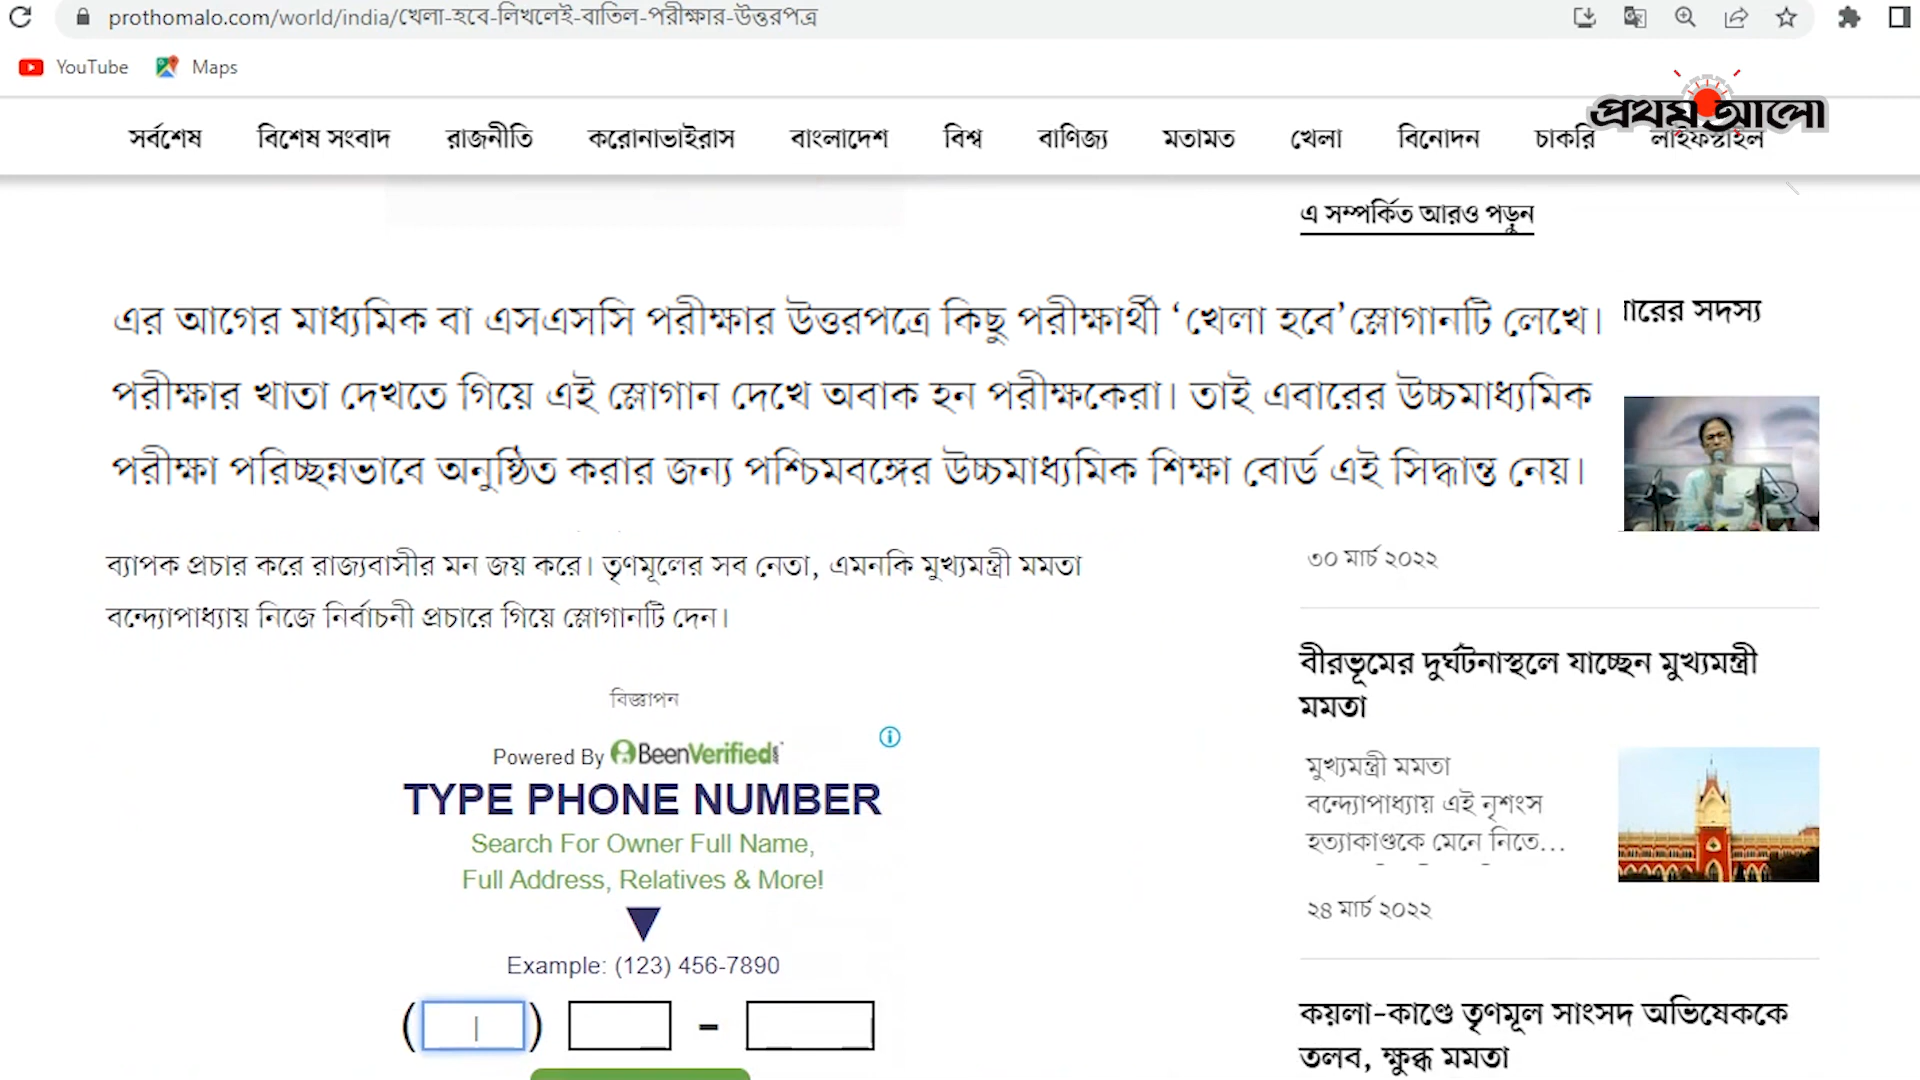 prothomalo.com/world/india/খেলা-হবে-লিখলেই-বাতিল-পরীক্ষার-উত্তরপত্র
YouTube Maps
প্রথম আলো
সর্বশেষ বিশেষ সংবাদ রাজনীতি করোনাভাইরাস বাংলাদেশ বিশ্ব বাণিজ্য মতামত খেলা বিনোদন চাকরি লাইফস্টাইল
এ সম্পর্কিত আরও পড়ুন
এর আগের মাধ্যমিক বা এসএসসি পরীক্ষার উত্তরপত্রে কিছু পরীক্ষার্থী ‘খেলা হবে’স্লোগানটি লেখে।
পরীক্ষার খাতা দেখতে গিয়ে এই স্লোগান দেখে অবাক হন পরীক্ষকেরা। তাই এবারের উচ্চমাধ্যমিক
পরীক্ষা পরিচ্ছন্নভাবে অনুষ্ঠিত করার জন্য পশ্চিমবঙ্গের উচ্চমাধ্যমিক শিক্ষা বোর্ড এই সিদ্ধান্ত নেয়।
ব্যাপক প্রচার করে রাজ্যবাসীর মন জয় করে। তৃণমূলের সব নেতা, এমনকি মুখ্যমন্ত্রী মমতা
বন্দ্যোপাধ্যায় নিজে নির্বাচনী প্রচারে গিয়ে স্লোগানটি দেন।
বিজ্ঞাপন
Powered By BeenVerified
TYPE PHONE NUMBER
Search For Owner Full Name,
Full Address, Relatives & More!
Example: (123) 456-7890
( ) –
সদস্য
৩০ মার্চ ২০২২
বীরভূমের দুর্ঘটনাস্থলে যাচ্ছেন মুখ্যমন্ত্রী
মমতা
মুখ্যমন্ত্রী মমতা
বন্দ্যোপাধ্যায় এই নৃশংস
হত্যাকাণ্ডকে মেনে নিতে...
২৪ মার্চ ২০২২
কয়লা-কাণ্ডে তৃণমূল সাংসদ অভিষেককে
তলব, ক্ষুব্ধ মমতা